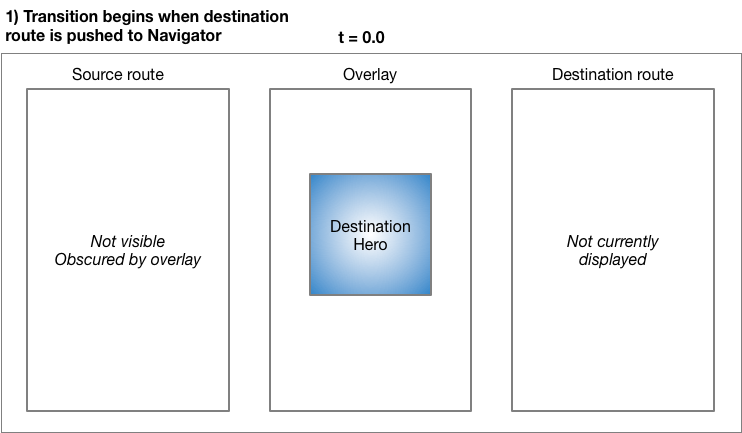 1) Transition begins when destination
route is pushed to Navigator
t = 0.0
Source route
Overlay
Destination route
Not visible
Obscured by overlay
Destination
Hero
Not currently
displayed